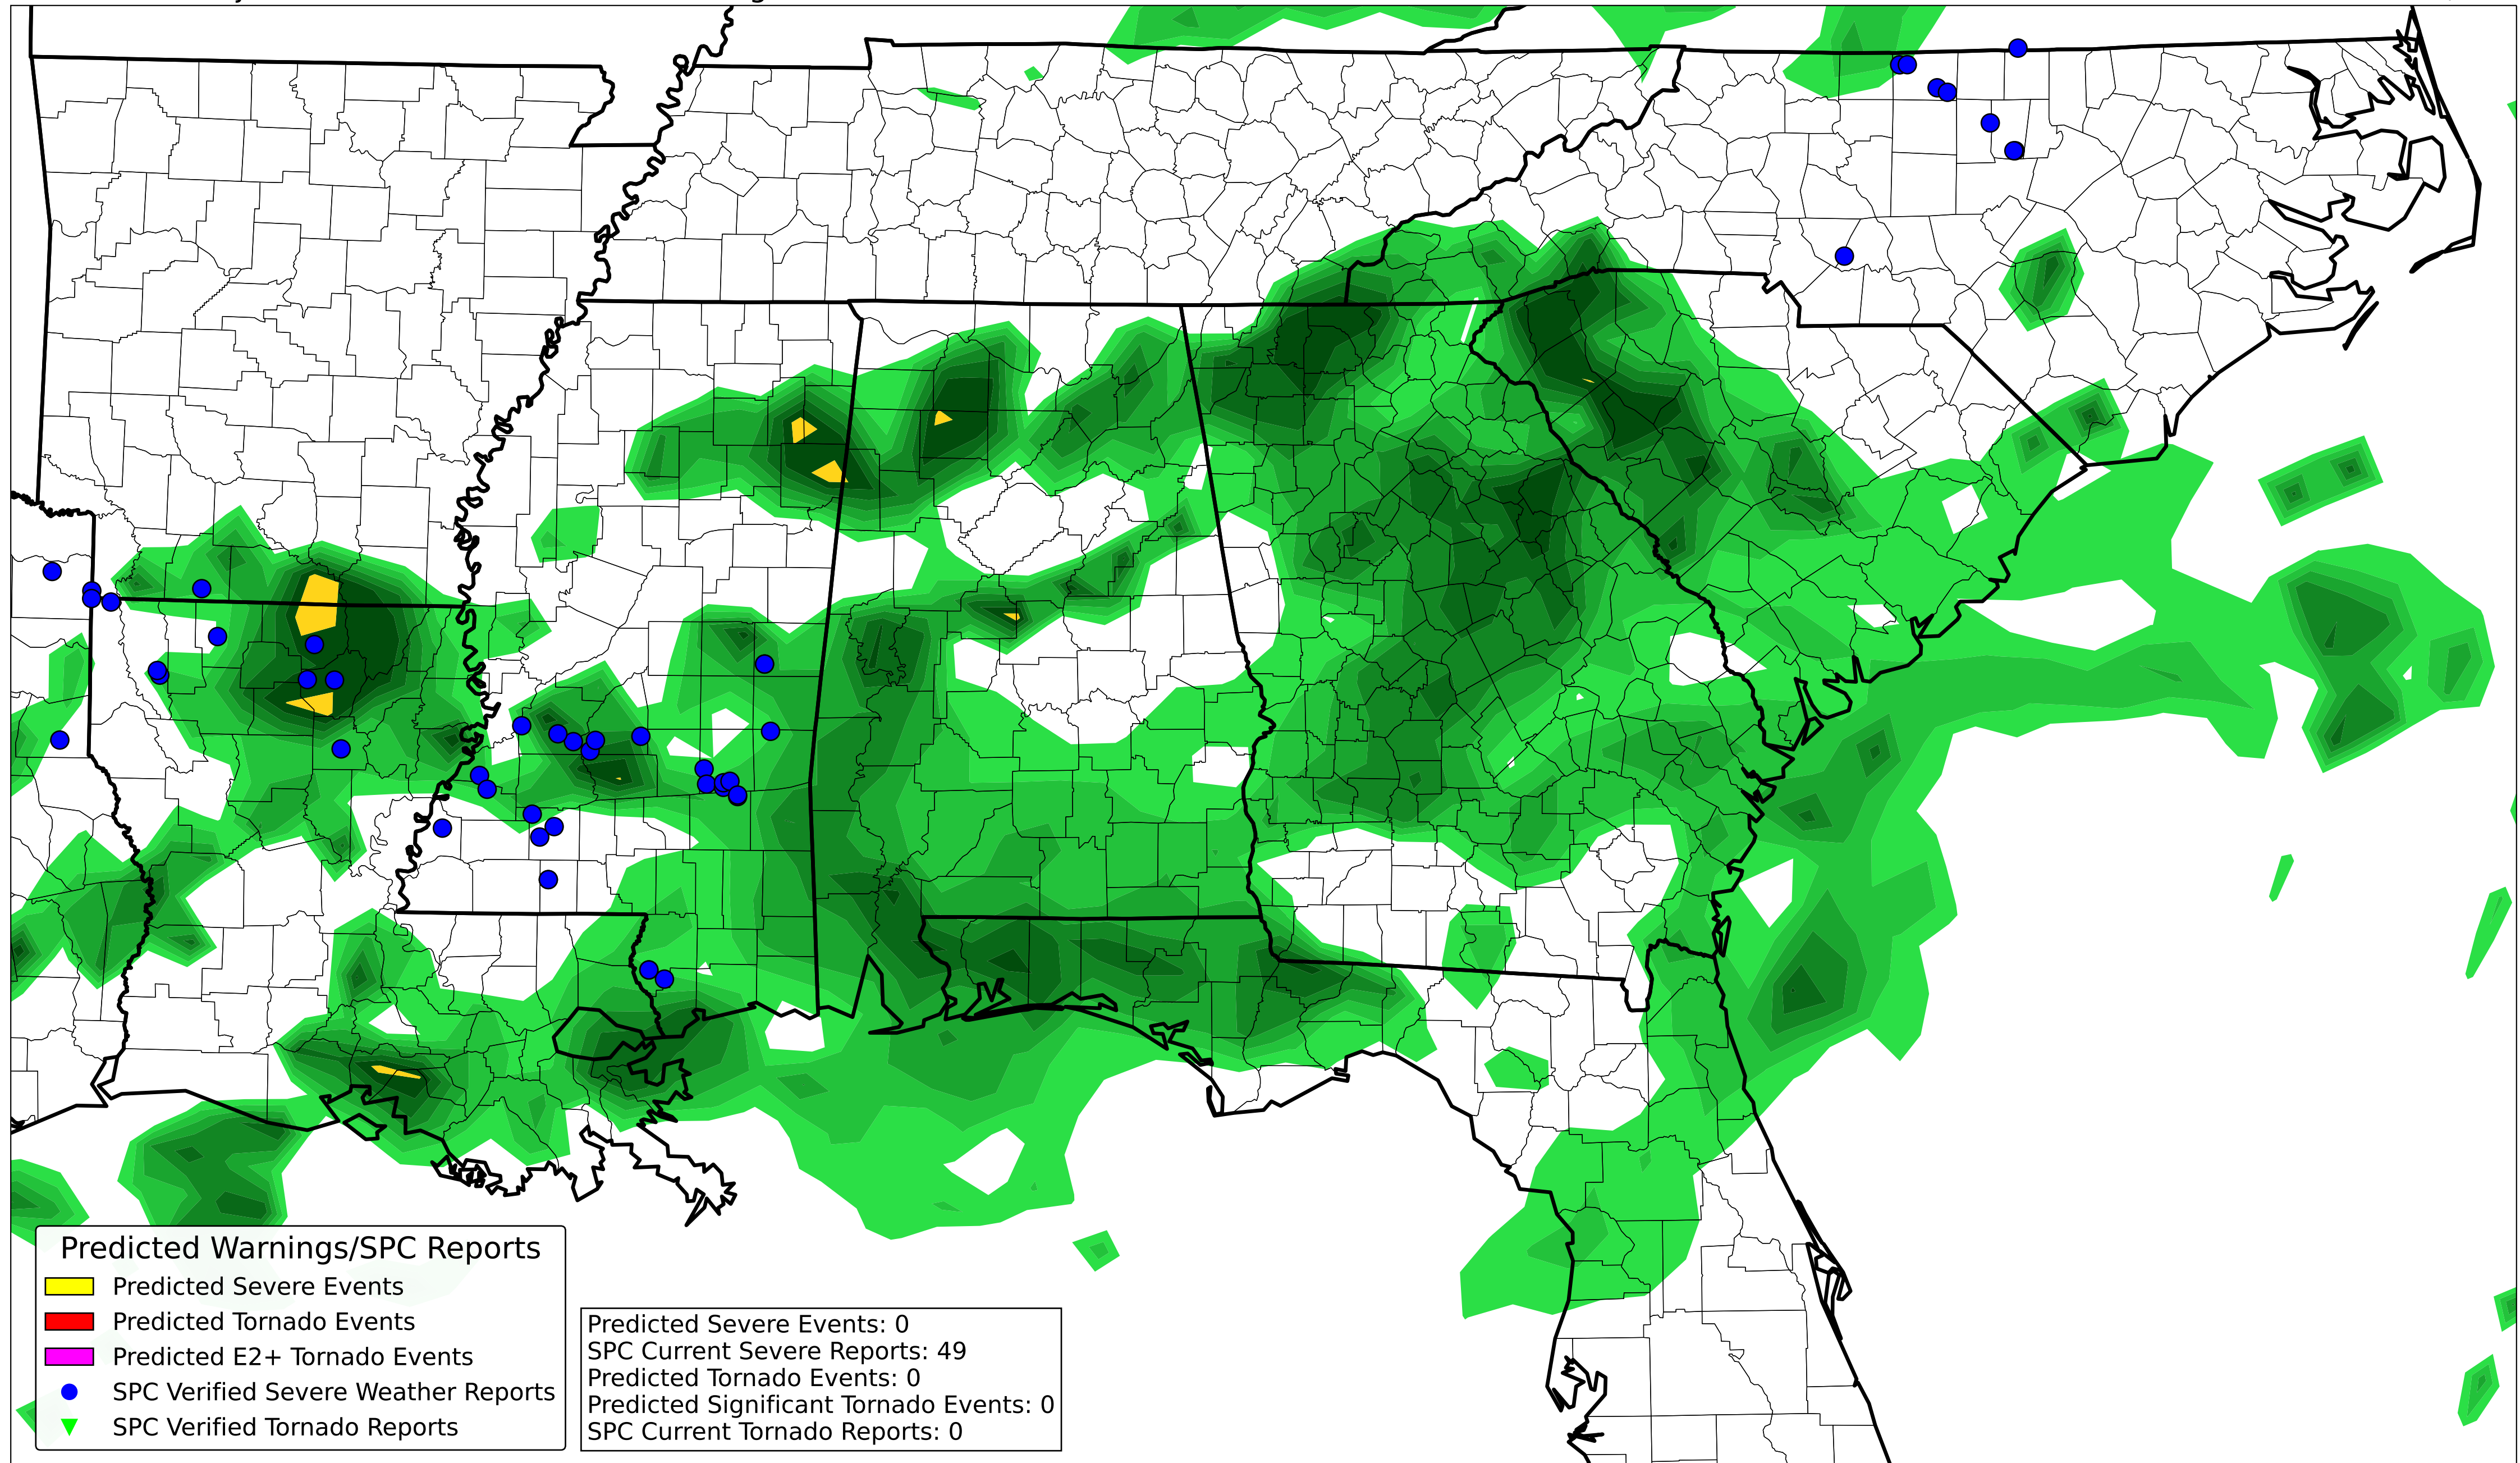 Predicted Warnings/SPC Reports
Predicted Severe Events
Predicted Tornado Events
Predicted E2+ Tornado Events
SPC Verified Severe Weather Reports
SPC Verified Tornado Reports
Predicted Severe Events: 0
SPC Current Severe Reports: 49
Predicted Tornado Events: 0
Predicted Significant Tornado Events: 0
SPC Current Tornado Reports: 0